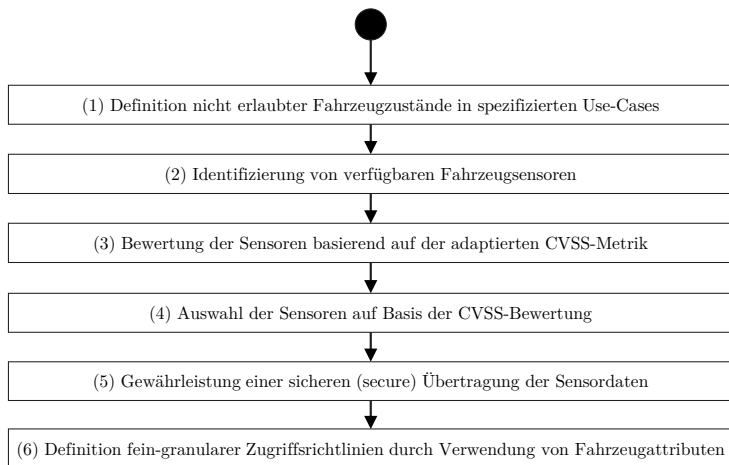 (1) Definition nicht erlaubter Fahrzeugzustände in spezifizierten Use-Cases
(2) Identifizierung von verfügbaren Fahrzeugsensoren
(3) Bewertung der Sensoren basierend auf der adaptierten CVSS-Metrik
(4) Auswahl der Sensoren auf Basis der CVSS-Bewertung
(5) Gewährleistung einer sicheren (secure) Übertragung der Sensordaten
(6) Definition fein-granularer Zugriffsrichtlinien durch Verwendung von Fahrzeugattributen